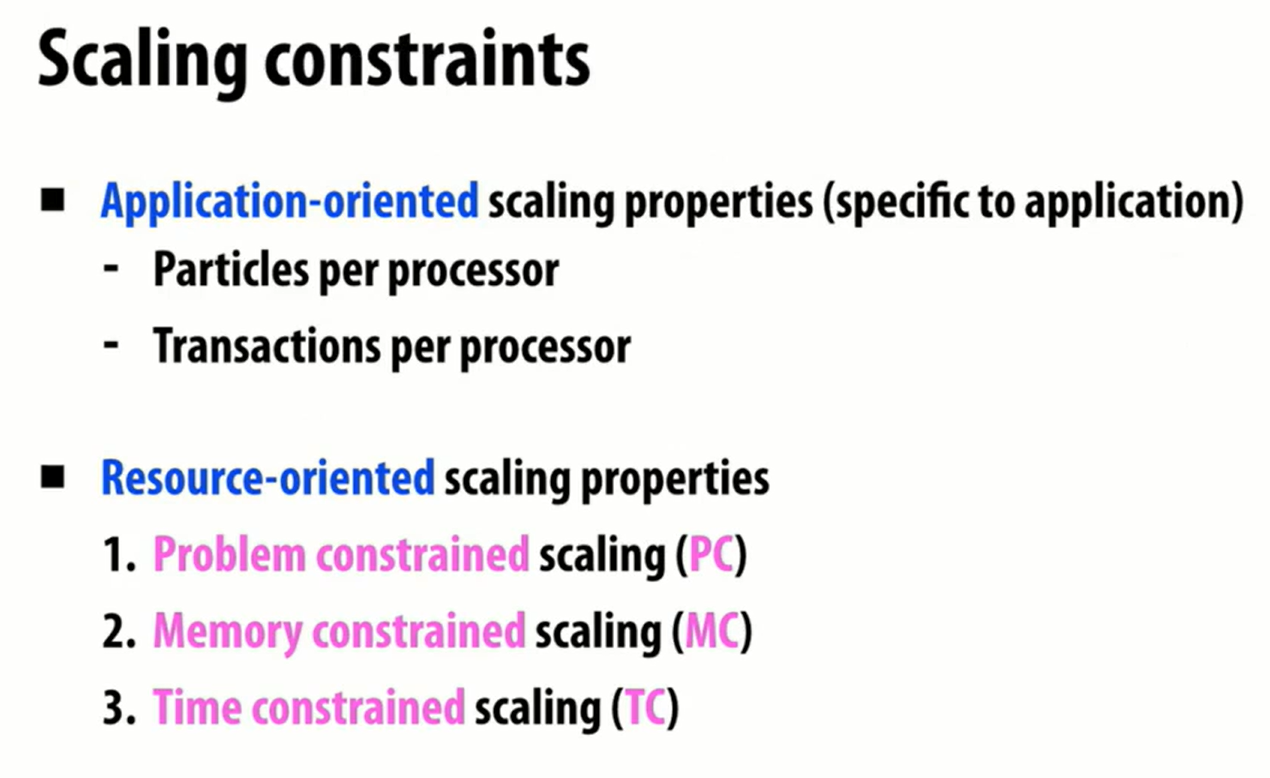 Scaling constraints
■ Application-oriented scaling properties (specific to application)
- Particles per processor
- Transactions per processor
■ Resource-oriented scaling properties
1. Problem constrained scaling (PC)
2. Memory constrained scaling (MC)
3. Time constrained scaling (TC)